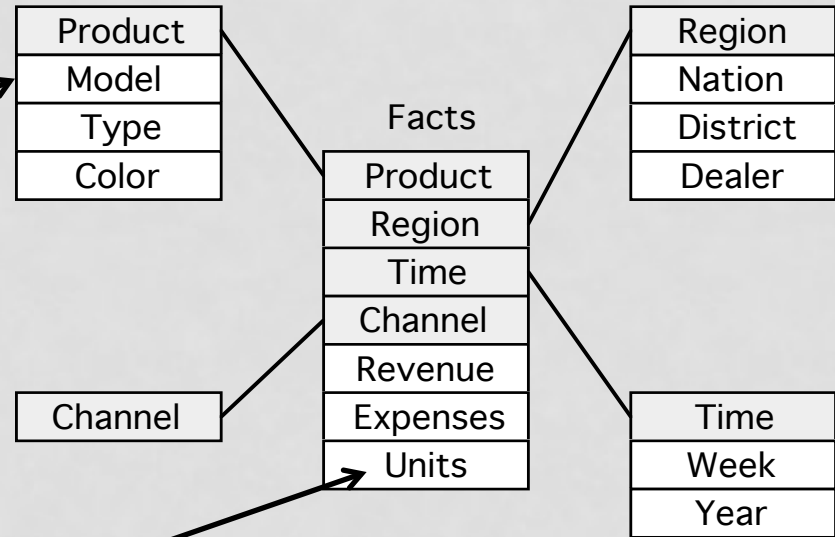 Product
Model
Type
Color
Facts
Product
Region
Time
Channel
Revenue
Expenses
Units
Region
Nation
District
Dealer
Channel
Time
Week
Year